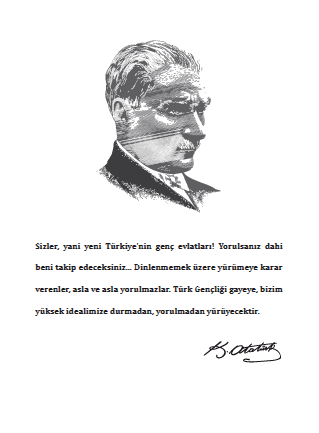 Sizler, yani yeni Türkiye'nin genç evlatları! Yorulsanız dahi
beni takip edeceksiniz... Dinlenmemek üzere yürümeye karar
verenler, asla ve asla yorulmazlar. Türk Gençliği gayeye, bizim
yüksek idealimize durmadan, yorulmadan yürüyecektir.
K. Atatürk